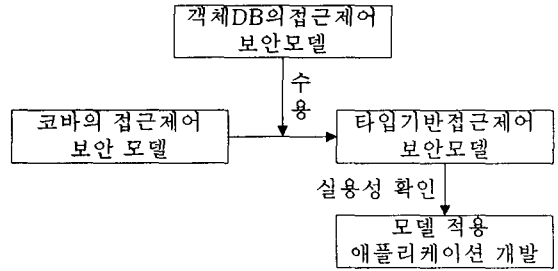 객체DB의접근제어
보안모델
수
용
코바의 접근제어
보안 모델
타입기반접근제어
보안모델
실용성 확인
모델 적용
애플리케이션 개발